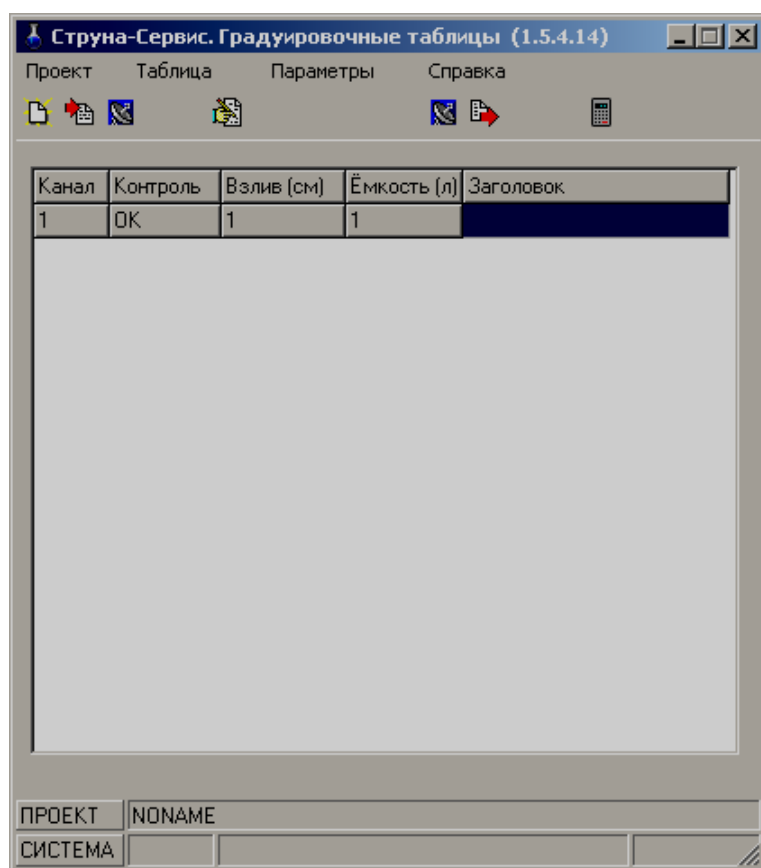 Струна-Сервис. Градуировочные таблицы (1.5.4.14)
Проект Таблица Параметры Справка
Канал Контроль Взлив (см) Ёмкость (л) Заголовок
1 ОК 1 1
ПРОЕКТ NONAME
СИСТЕМА